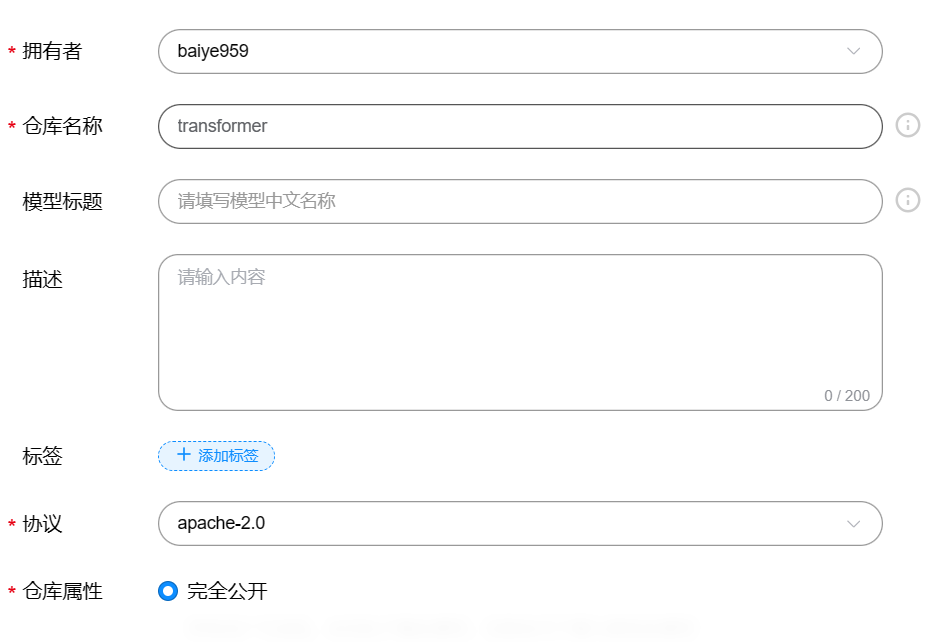 * 拥有者 baiye959
* 仓库名称 transformer
模型标题 请填写模型中文名称
描述 请输入内容
0 / 200
标签 + 添加标签
* 协议 apache-2.0
* 仓库属性 完全公开